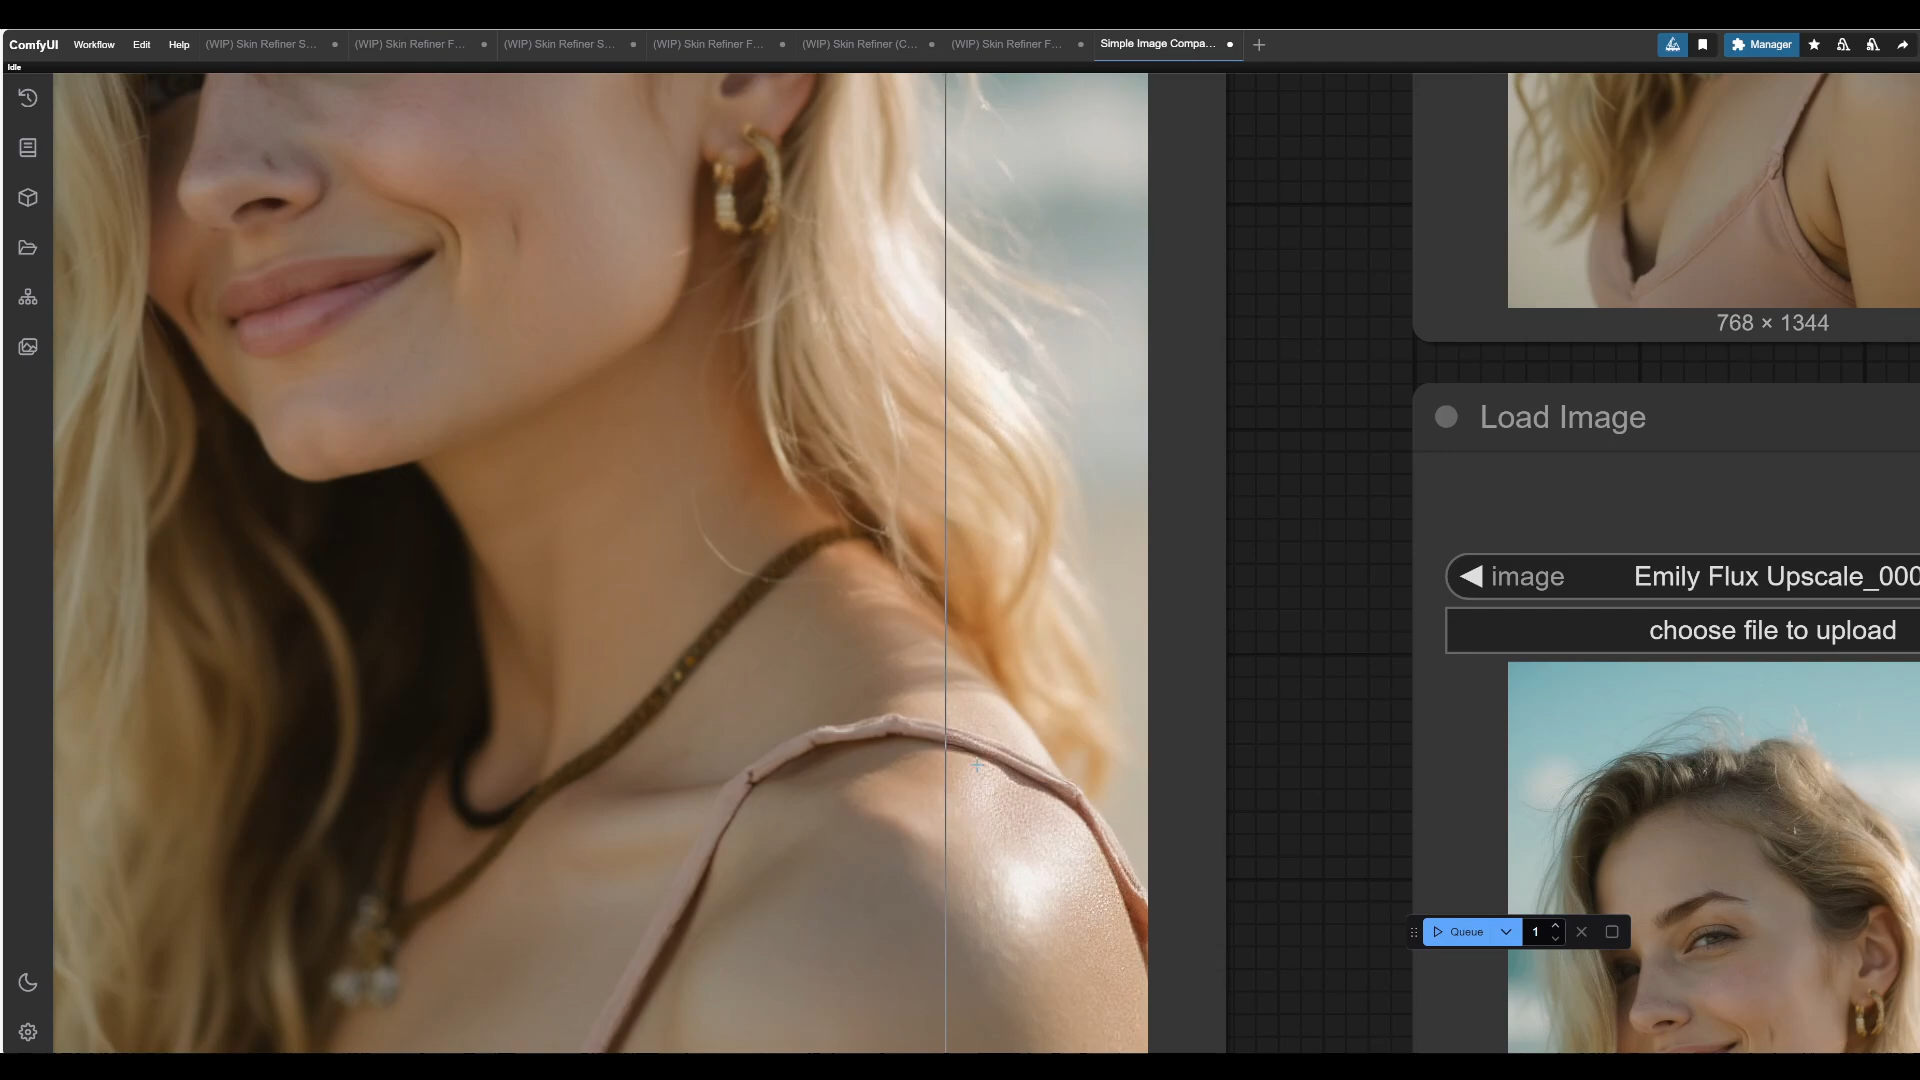 ComfyUI Workflow Edit Help (WIP) Skin Refiner S... (WIP) Skin Refiner F... (WIP) Skin Refiner S... (WIP) Skin Refiner F... (WIP) Skin Refiner (C... (WIP) Skin Refiner F... Simple Image Compa... Manager
Idle
768 × 1344
Load Image
image Emily Flux Upscale_000
choose file to upload
Queue 1